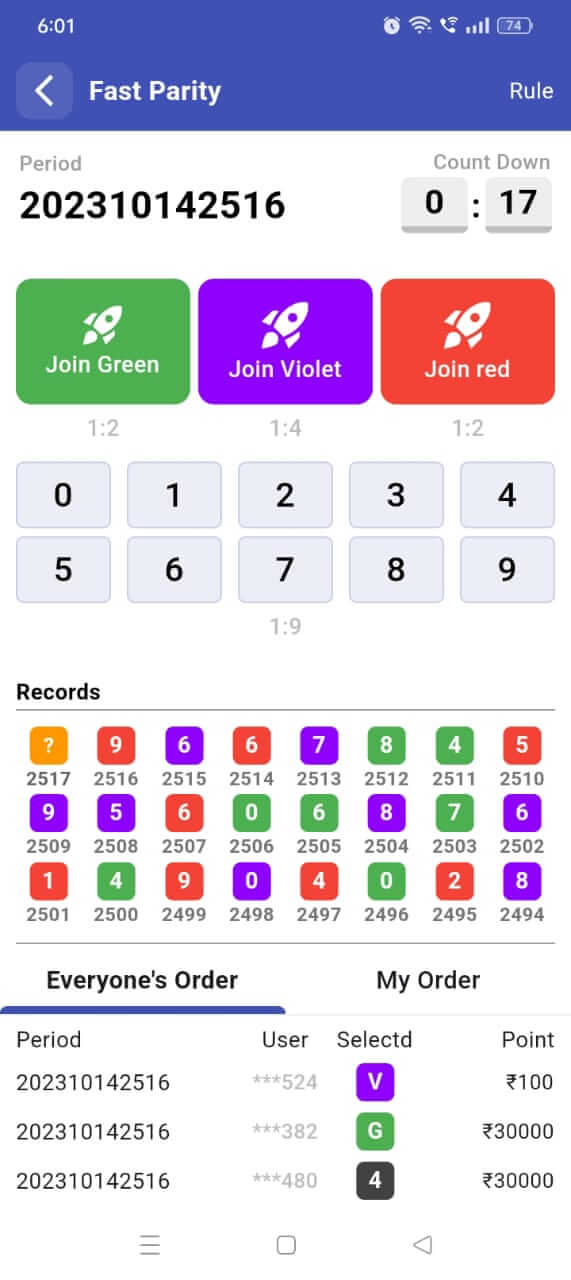 6:01 74
Fast Parity Rule
Period Count Down
202310142516 0 : 17
Join Green Join Violet Join red
1:2 1:4 1:2
0 1 2 3 4
5 6 7 8 9
1:9
Records
? 9 6 6 7 8 4 5
2517 2516 2515 2514 2513 2512 2511 2510
9 5 6 0 6 8 7 6
2509 2508 2507 2506 2505 2504 2503 2502
1 4 9 0 4 0 2 8
2501 2500 2499 2498 2497 2496 2495 2494
Everyone's Order My Order
Period User Selectd Point
202310142516 ***524 V ₹100
202310142516 ***382 G ₹30000
202310142516 ***480 4 ₹30000